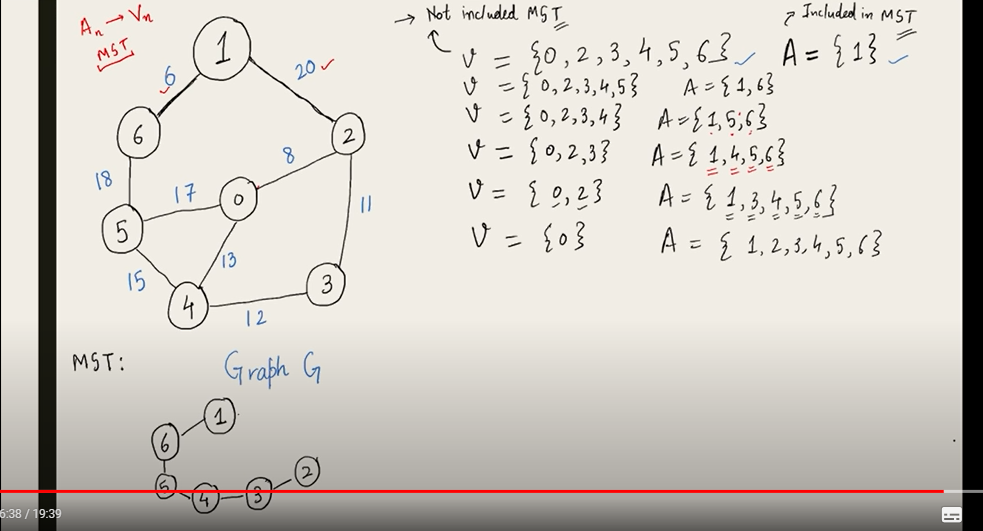 An → Vn
MST
→ Not included MST
Included in MST
V = {0, 2, 3, 4, 5, 6} ✓
A = {1} ✓
V = {0, 2, 3, 4, 5}
A = {1, 6}
V = {0, 2, 3, 4}
A = {1, 5, 6}
V = {0, 2, 3}
A = {1, 4, 5, 6}
V = {0, 2}
A = {1, 3, 4, 5, 6}
V = {0}
A = {1, 2, 3, 4, 5, 6}
1
6
20 ✓
6
2
8
18
17
0
11
5
15
13
3
4
12
MST:
Graph G
1
6
5
4
3
2
6:38 / 19:39